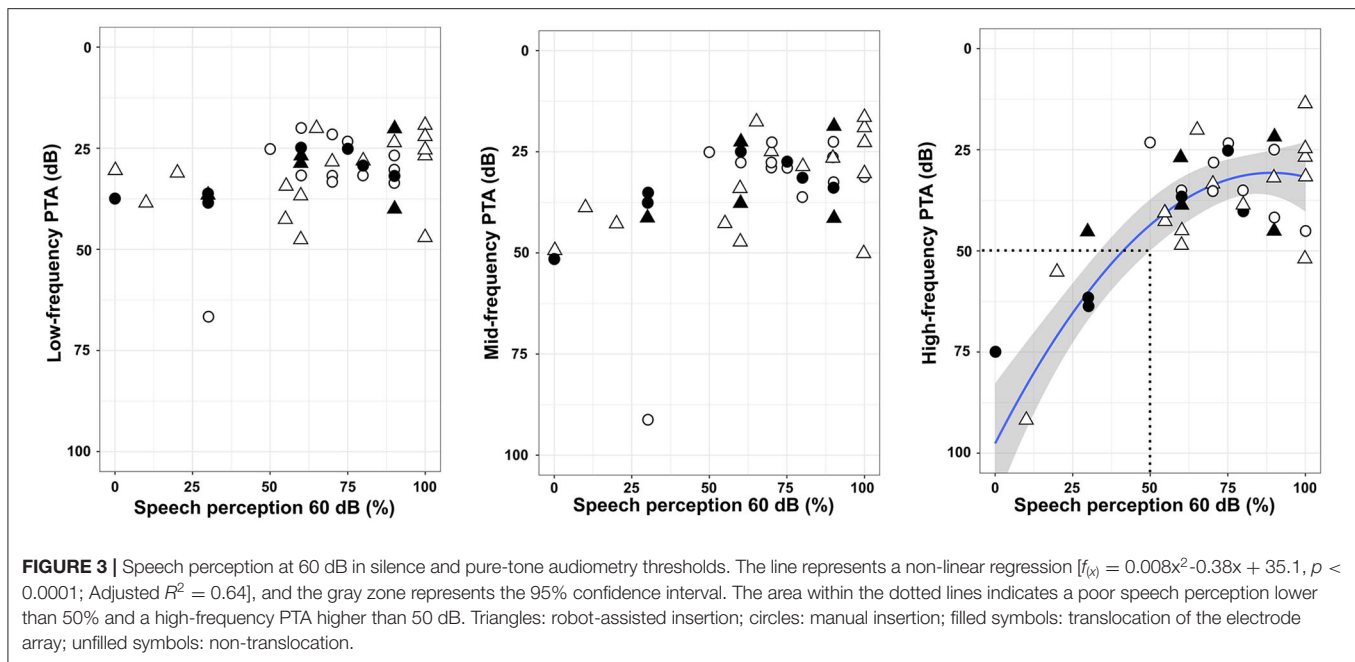 0
25
50
75
100
Low-frequency PTA (dB)
0 25 50 75 100
Speech perception 60 dB (%)
0
25
50
75
100
Mid-frequency PTA (dB)
0 25 50 75 100
Speech perception 60 dB (%)
0
25
50
75
100
High-frequency PTA (dB)
0 25 50 75 100
Speech perception 60 dB (%)
FIGURE 3 | Speech perception at 60 dB in silence and pure-tone audiometry thresholds. The line represents a non-linear regression [f(x) = 0.008x²-0.38x + 35.1, p <
0.0001; Adjusted R² = 0.64], and the gray zone represents the 95% confidence interval. The area within the dotted lines indicates a poor speech perception lower
than 50% and a high-frequency PTA higher than 50 dB. Triangles: robot-assisted insertion; circles: manual insertion; filled symbols: translocation of the electrode
array; unfilled symbols: non-translocation.